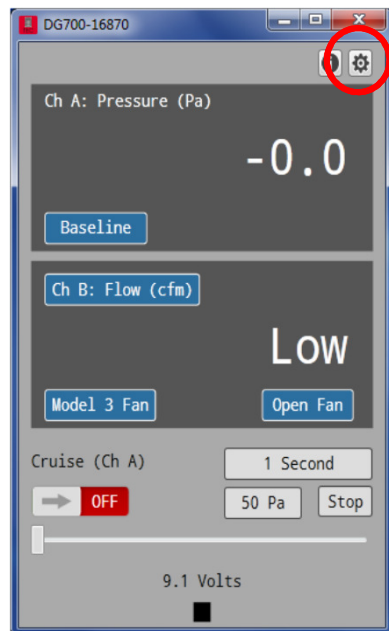 DG700-16870
Ch A: Pressure (Pa)
-0.0
Baseline
Ch B: Flow (cfm)
Low
Model 3 Fan
Open Fan
Cruise (Ch A)
1 Second
OFF
50 Pa
Stop
9.1 Volts